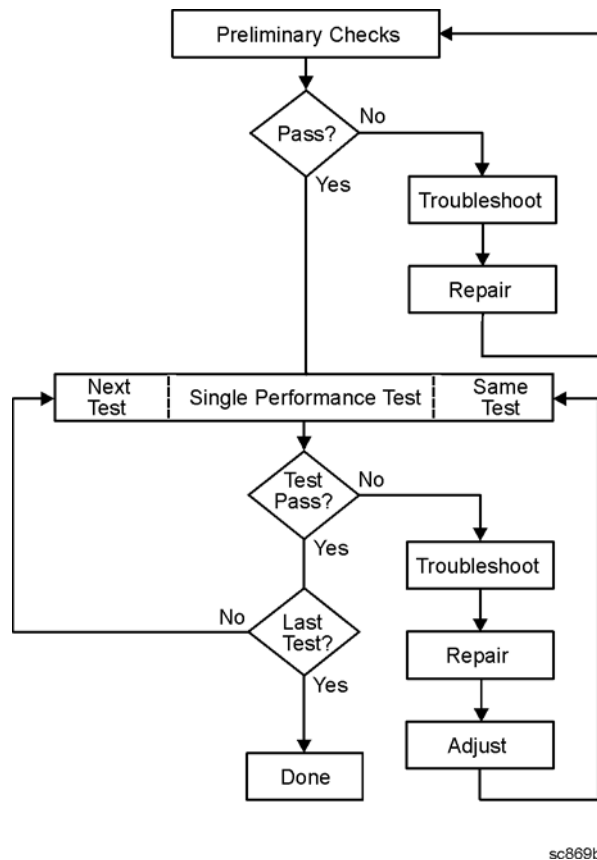 Preliminary Checks
Pass?
No
Yes
Troubleshoot
Repair
Next
Test
Single Performance Test
Same
Test
Test
Pass?
No
Yes
Troubleshoot
Last
Test?
No
Yes
Repair
Adjust
Done
sc869b